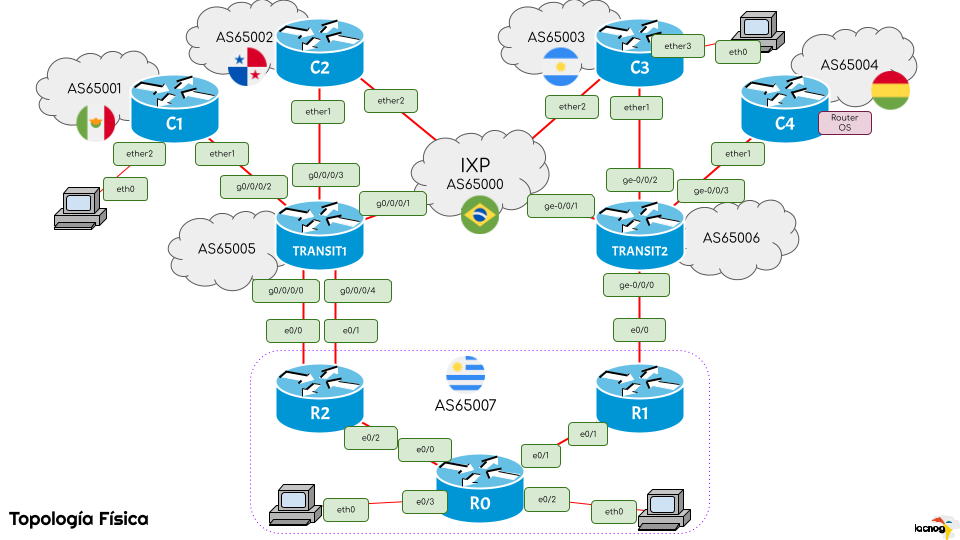 AS65002
C2
AS65003
C3
ether3
eth0
AS65004
C4
Router
OS
AS65001
C1
ether2
ether1
eth0
ether1
ether2
ether2
ether1
ether1
IXP
AS65000
g0/0/0/2
g0/0/0/3
g0/0/0/1
ge-0/0/1
ge-0/0/2
ge-0/0/3
AS65005
TRANSIT1
TRANSIT2
AS65006
g0/0/0/0
g0/0/0/4
ge-0/0/0
e0/0
e0/1
e0/0
AS65007
R2
R1
e0/2
e0/0
e0/1
e0/1
R0
eth0
e0/3
e0/2
eth0
Topología Física
lacnog